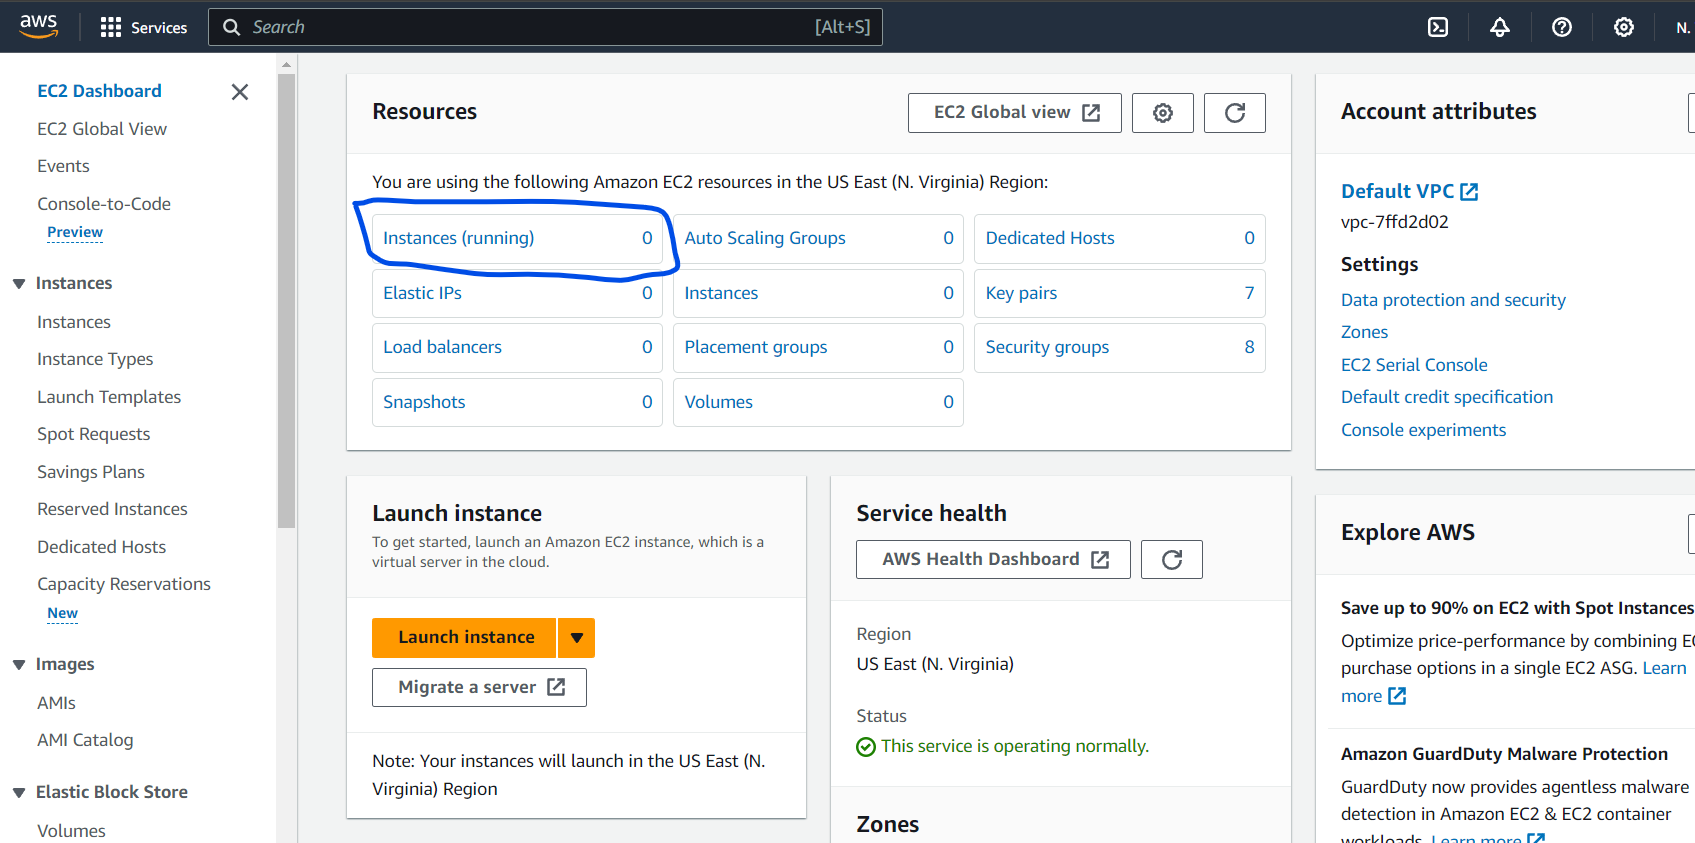 aws
Services
Search
[Alt+S]
N.
EC2 Dashboard
EC2 Global View
Events
Console-to-Code
Preview
Instances
Instances
Instance Types
Launch Templates
Spot Requests
Savings Plans
Reserved Instances
Dedicated Hosts
Capacity Reservations
New
Images
AMIs
AMI Catalog
Elastic Block Store
Volumes
Resources
EC2 Global view
You are using the following Amazon EC2 resources in the US East (N. Virginia) Region:
Instances (running) 0
Auto Scaling Groups 0
Dedicated Hosts 0
Elastic IPs 0
Instances 0
Key pairs 7
Load balancers 0
Placement groups 0
Security groups 8
Snapshots 0
Volumes 0
Launch instance
To get started, launch an Amazon EC2 instance, which is a
virtual server in the cloud.
Launch instance
Migrate a server
Note: Your instances will launch in the US East (N.
Virginia) Region
Service health
AWS Health Dashboard
Region
US East (N. Virginia)
Status
This service is operating normally.
Zones
Account attributes
Default VPC
vpc-7ffd2d02
Settings
Data protection and security
Zones
EC2 Serial Console
Default credit specification
Console experiments
Explore AWS
Save up to 90% on EC2 with Spot Instances
Optimize price-performance by combining EC
purchase options in a single EC2 ASG. Learn
more
Amazon GuardDuty Malware Protection
GuardDuty now provides agentless malware
detection in Amazon EC2 & EC2 container
workloads. Learn more